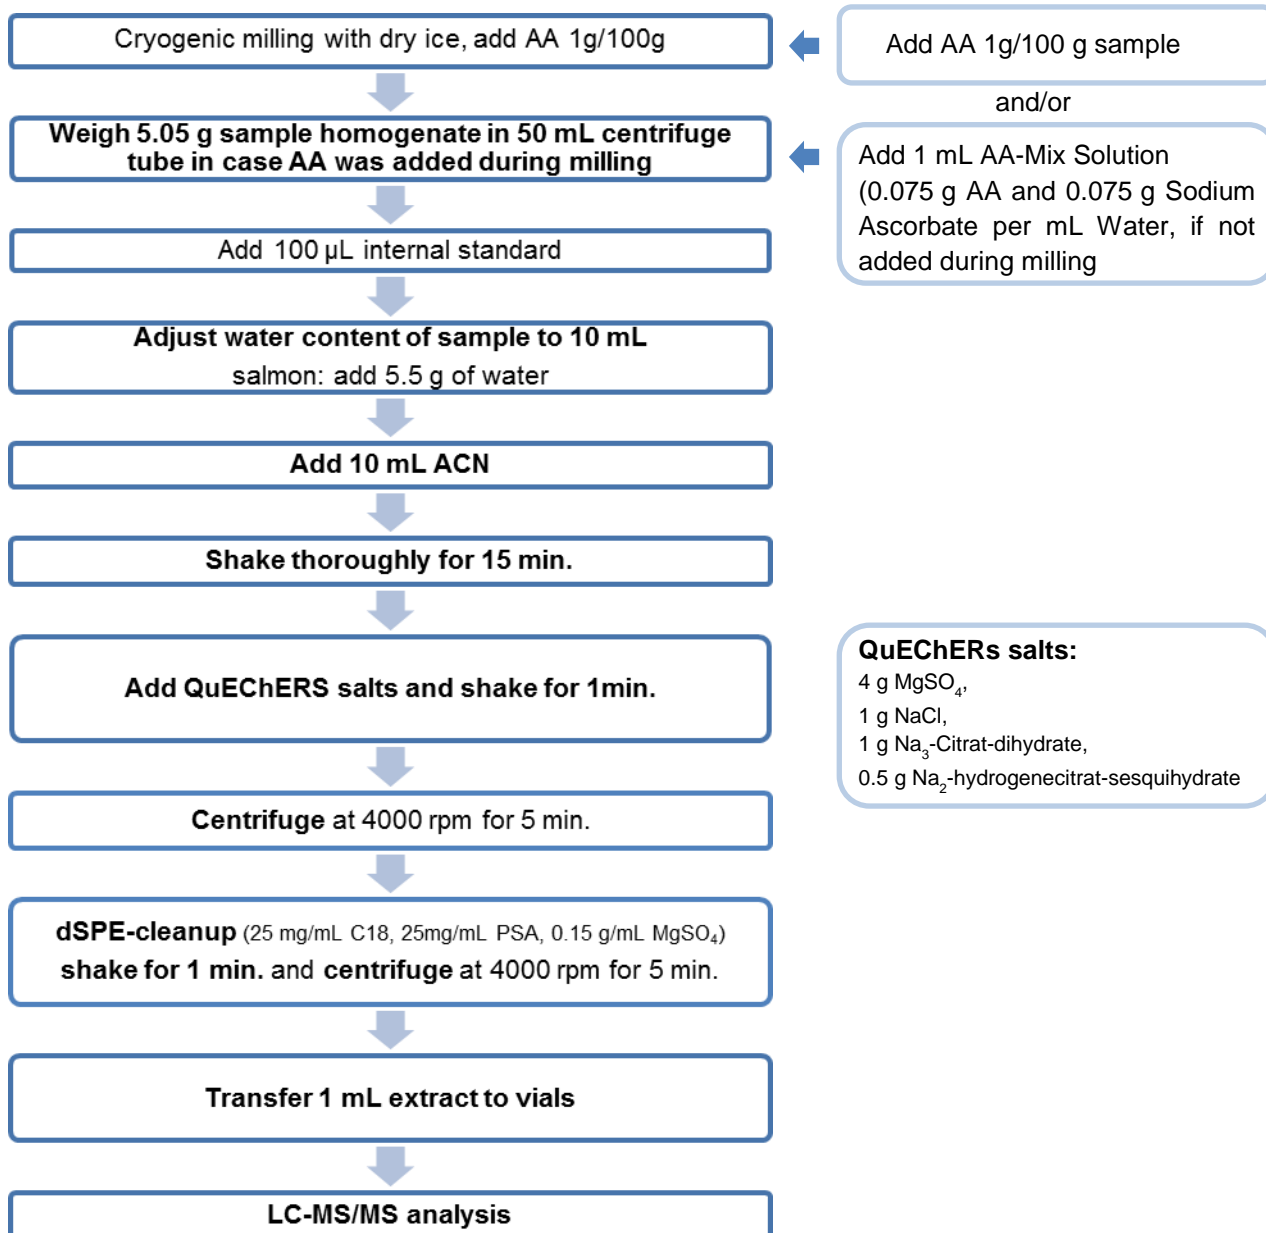 Cryogenic milling with dry ice, add AA 1g/100g
Add AA 1g/100 g sample
and/or
Weigh 5.05 g sample homogenate in 50 mL centrifuge
tube in case AA was added during milling
Add 1 mL AA-Mix Solution
(0.075 g AA and 0.075 g Sodium
Ascorbate per mL Water, if not
added during milling
Add 100 µL internal standard
Adjust water content of sample to 10 mL
salmon: add 5.5 g of water
Add 10 mL ACN
Shake thoroughly for 15 min.
Add QuEChERS salts and shake for 1min.
QuEChERs salts:
4 g MgSO₄,
1 g NaCl,
1 g Na₃-Citrat-dihydrate,
0.5 g Na₂-hydrogenecitrat-sesquihydrate
Centrifuge at 4000 rpm for 5 min.
dSPE-cleanup (25 mg/mL C18, 25mg/mL PSA, 0.15 g/mL MgSO₄)
shake for 1 min. and centrifuge at 4000 rpm for 5 min.
Transfer 1 mL extract to vials
LC-MS/MS analysis